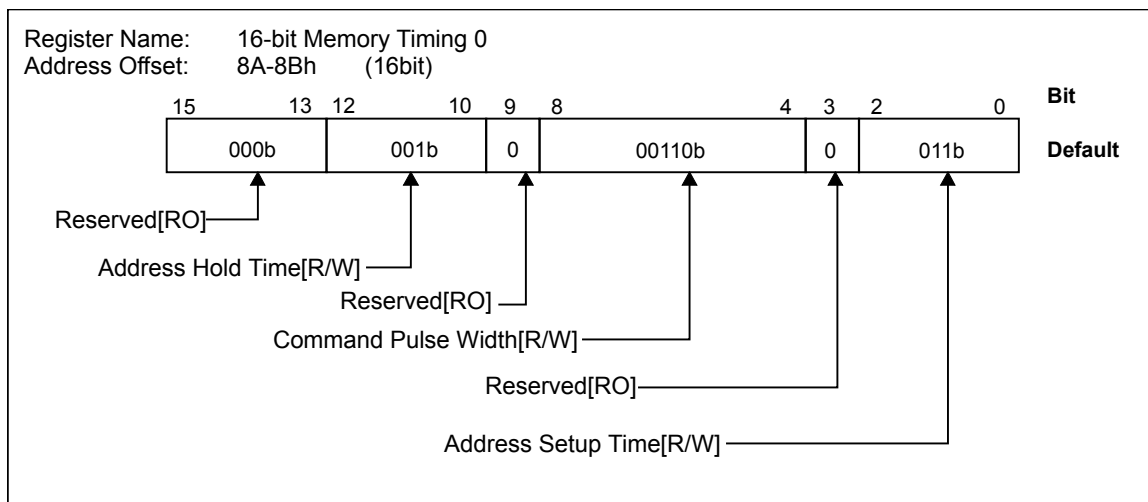 Register Name: 16-bit Memory Timing 0
Address Offset: 8A-8Bh (16bit)
15 13 12 10 9 8 4 3 2 0 Bit
000b 001b 0 00110b 0 011b Default
Reserved[RO]
Address Hold Time[R/W]
Reserved[RO]
Command Pulse Width[R/W]
Reserved[RO]
Address Setup Time[R/W]